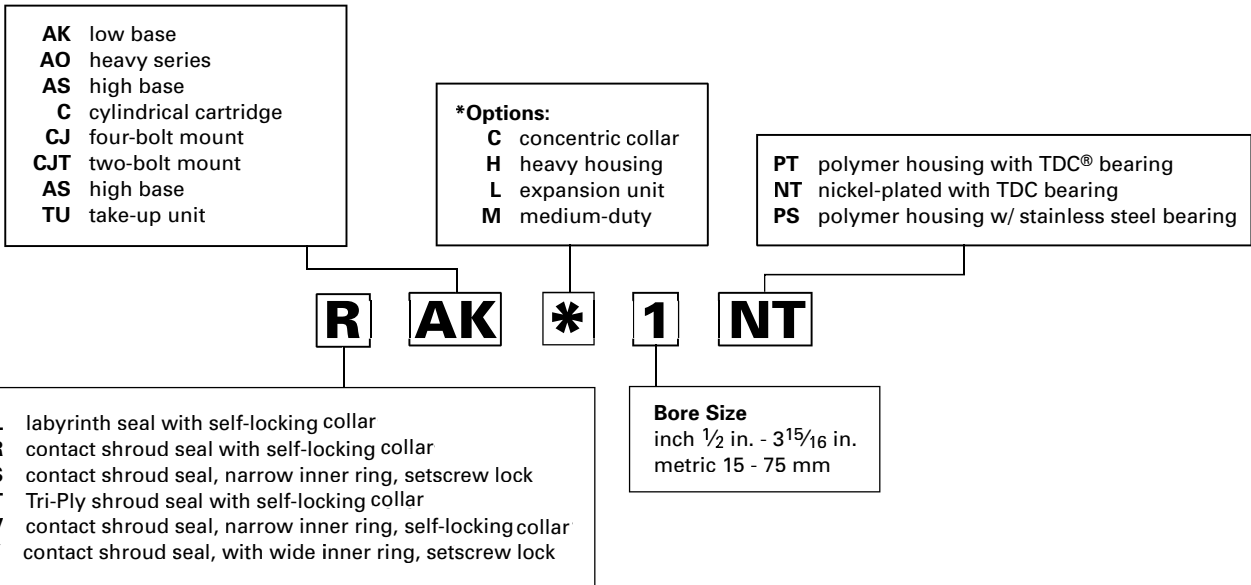 AK low base
AO heavy series
AS high base
C cylindrical cartridge
CJ four-bolt mount
CJT two-bolt mount
AS high base
TU take-up unit
*Options:
C concentric collar
H heavy housing
L expansion unit
M medium-duty
PT polymer housing with TDC® bearing
NT nickel-plated with TDC bearing
PS polymer housing w/ stainless steel bearing
R AK * 1 NT
labyrinth seal with self-locking collar
contact shroud seal with self-locking collar
contact shroud seal, narrow inner ring, setscrew lock
Tri-Ply shroud seal with self-locking collar
contact shroud seal, narrow inner ring, self-locking collar
contact shroud seal, with wide inner ring, setscrew lock
Bore Size
inch 1/2 in. - 3 15/16 in.
metric 15 - 75 mm